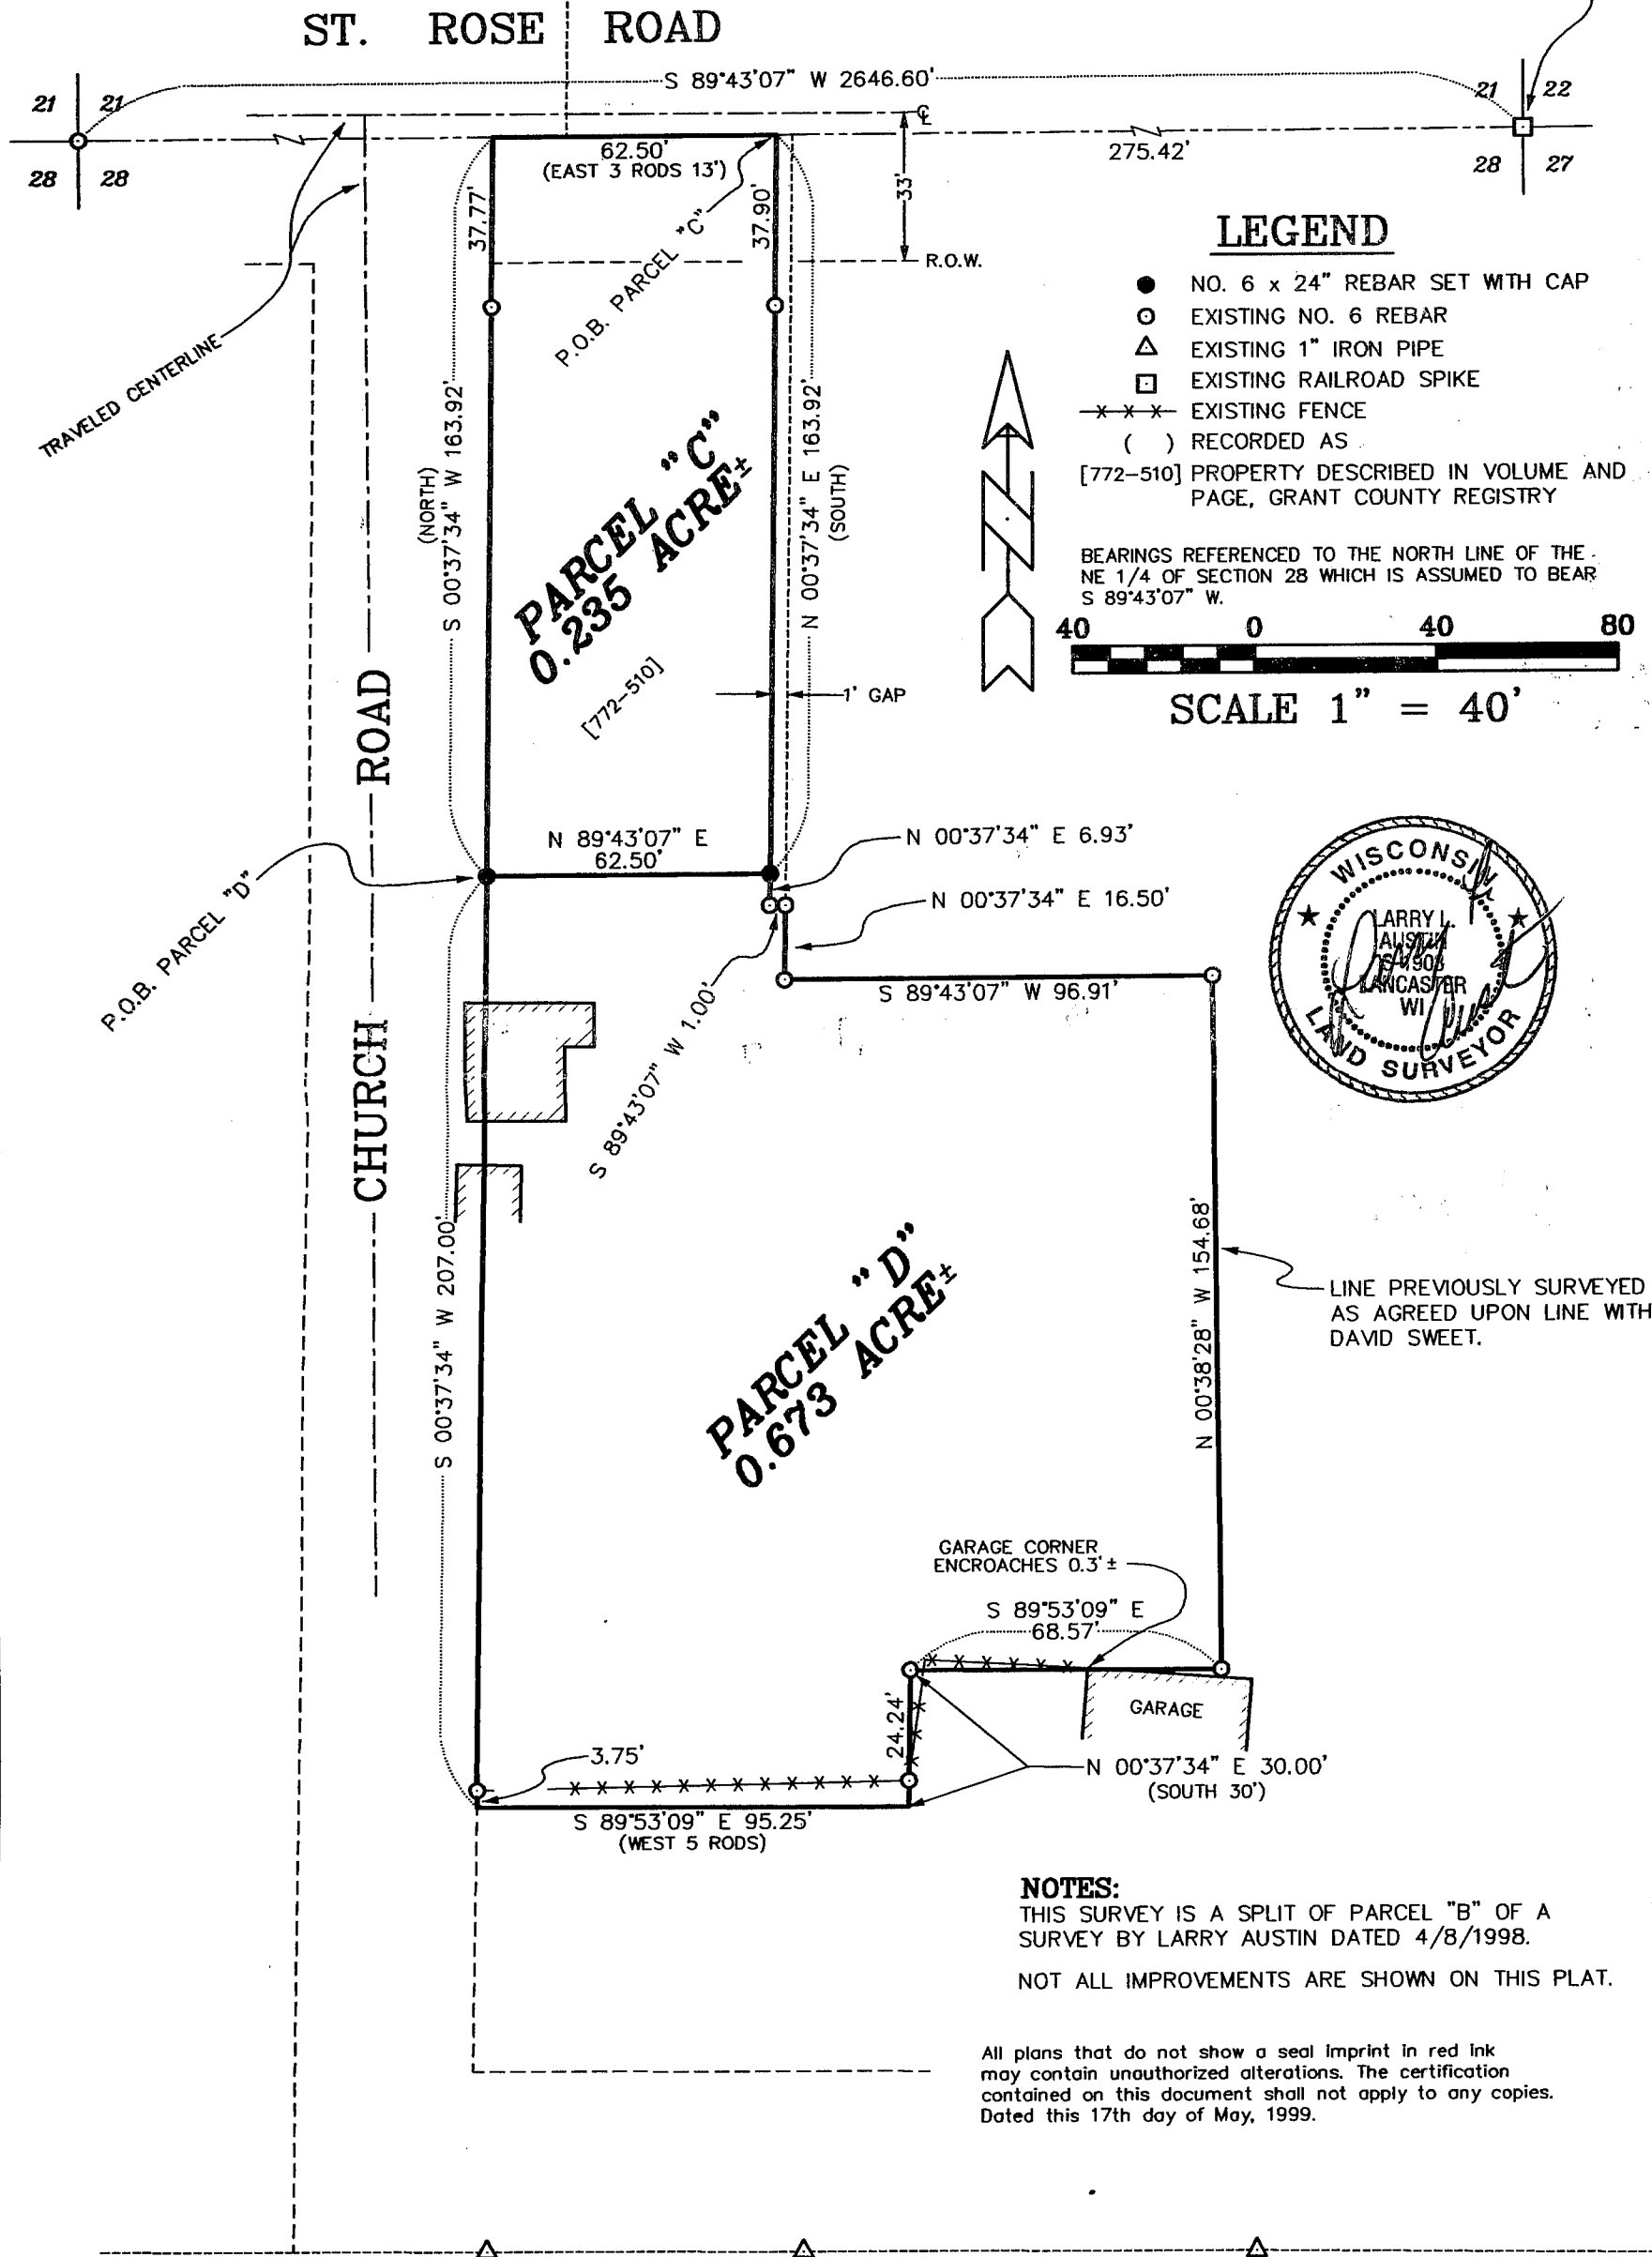 ST. ROSE ROAD
S 89°43'07" W 2646.60'
21 21
28 28
21 22
28 27
℄
62.50'
(EAST 3 RODS 13')
275.42'
33'
37.77'
37.90'
R.O.W.
P.O.B. PARCEL "C"
TRAVELED CENTERLINE
LEGEND
NO. 6 x 24" REBAR SET WITH CAP
EXISTING NO. 6 REBAR
EXISTING 1" IRON PIPE
EXISTING RAILROAD SPIKE
EXISTING FENCE
( ) RECORDED AS
[772-510] PROPERTY DESCRIBED IN VOLUME AND
PAGE, GRANT COUNTY REGISTRY
BEARINGS REFERENCED TO THE NORTH LINE OF THE
NE 1/4 OF SECTION 28 WHICH IS ASSUMED TO BEAR
S 89°43'07" W.
40 0 40 80
SCALE 1" = 40'
(NORTH)
S 00°37'34" W 163.92'
N 00°37'34" E 163.92'
(SOUTH)
PARCEL "C"
0.235 ACRE±
[772-510]
1' GAP
CHURCH ROAD
N 89°43'07" E
62.50'
N 00°37'34" E 6.93'
N 00°37'34" E 16.50'
P.O.B. PARCEL "D"
S 89°43'07" W 1.00'
S 89°43'07" W 96.91'
WISCONSIN
LARRY L.
AUSTIN
S-1903
LANCASTER
WI
LAND SURVEYOR
S 00°37'34" W 207.00'
N 00°38'28" W 154.68'
LINE PREVIOUSLY SURVEYED
AS AGREED UPON LINE WITH
DAVID SWEET.
PARCEL "D"
0.673 ACRE±
GARAGE CORNER
ENCROACHES 0.3'±
S 89°53'09" E
68.57'
GARAGE
24.24'
3.75'
N 00°37'34" E 30.00'
(SOUTH 30')
S 89°53'09" E 95.25'
(WEST 5 RODS)
NOTES:
THIS SURVEY IS A SPLIT OF PARCEL "B" OF A
SURVEY BY LARRY AUSTIN DATED 4/8/1998.
NOT ALL IMPROVEMENTS ARE SHOWN ON THIS PLAT.
All plans that do not show a seal imprint in red ink
may contain unauthorized alterations. The certification
contained on this document shall not apply to any copies.
Dated this 17th day of May, 1999.